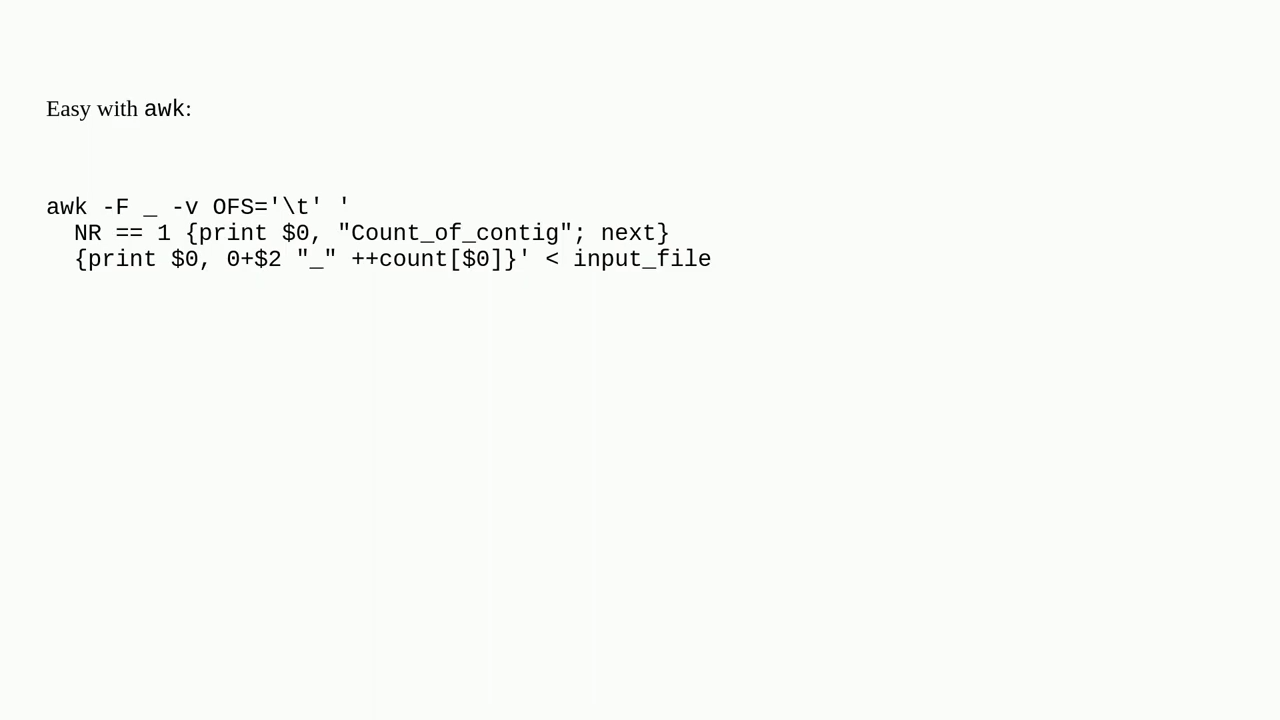 Easy with awk:
awk -F _ -v OFS='\t' '
  NR == 1 {print $0, "Count_of_contig"; next}
  {print $0, 0+$2 "_" ++count[$0]}' < input_file